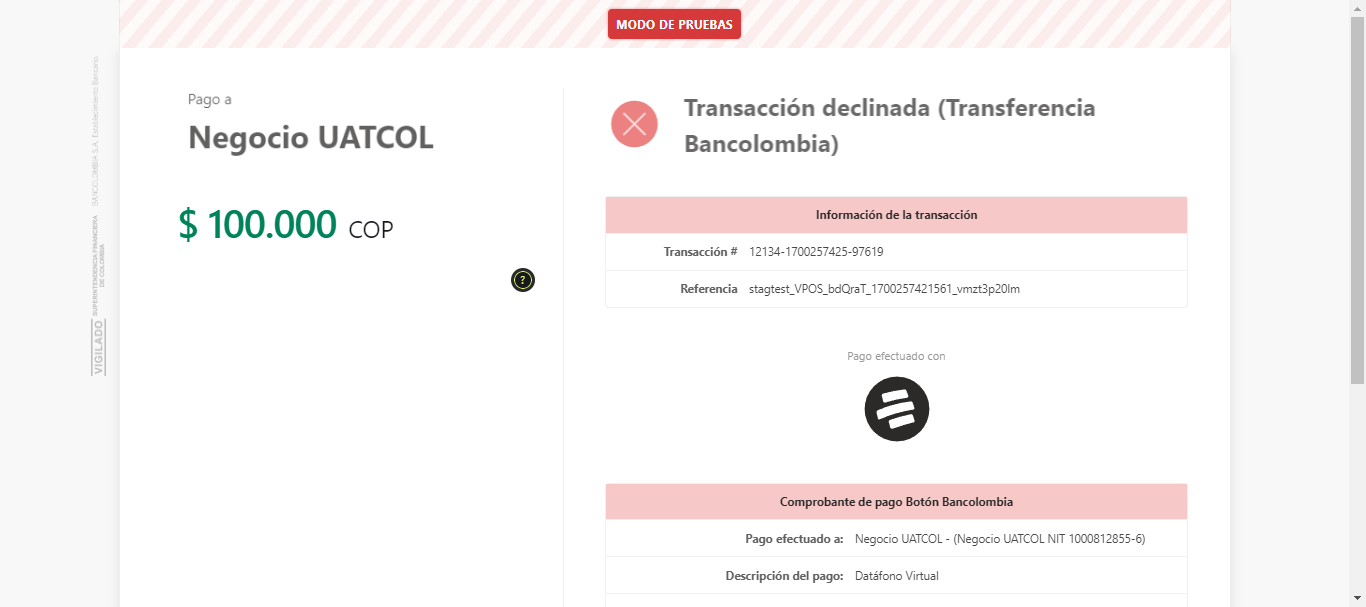 MODO DE PRUEBAS
VIGILADO SUPERINTENDENCIA FINANCIERA
DE COLOMBIA
BANCOLOMBIA S.A. Establecimiento Bancario.
Pago a
Negocio UATCOL
$ 100.000 COP
?
Transacción declinada (Transferencia
Bancolombia)
Información de la transacción
Transacción # 12134-1700257425-97619
Referencia stagtest_VPOS_bdQraT_1700257421561_vmzt3p20lm
Pago efectuado con
Comprobante de pago Botón Bancolombia
Pago efectuado a: Negocio UATCOL - (Negocio UATCOL NIT 1000812855-6)
Descripción del pago: Datáfono Virtual